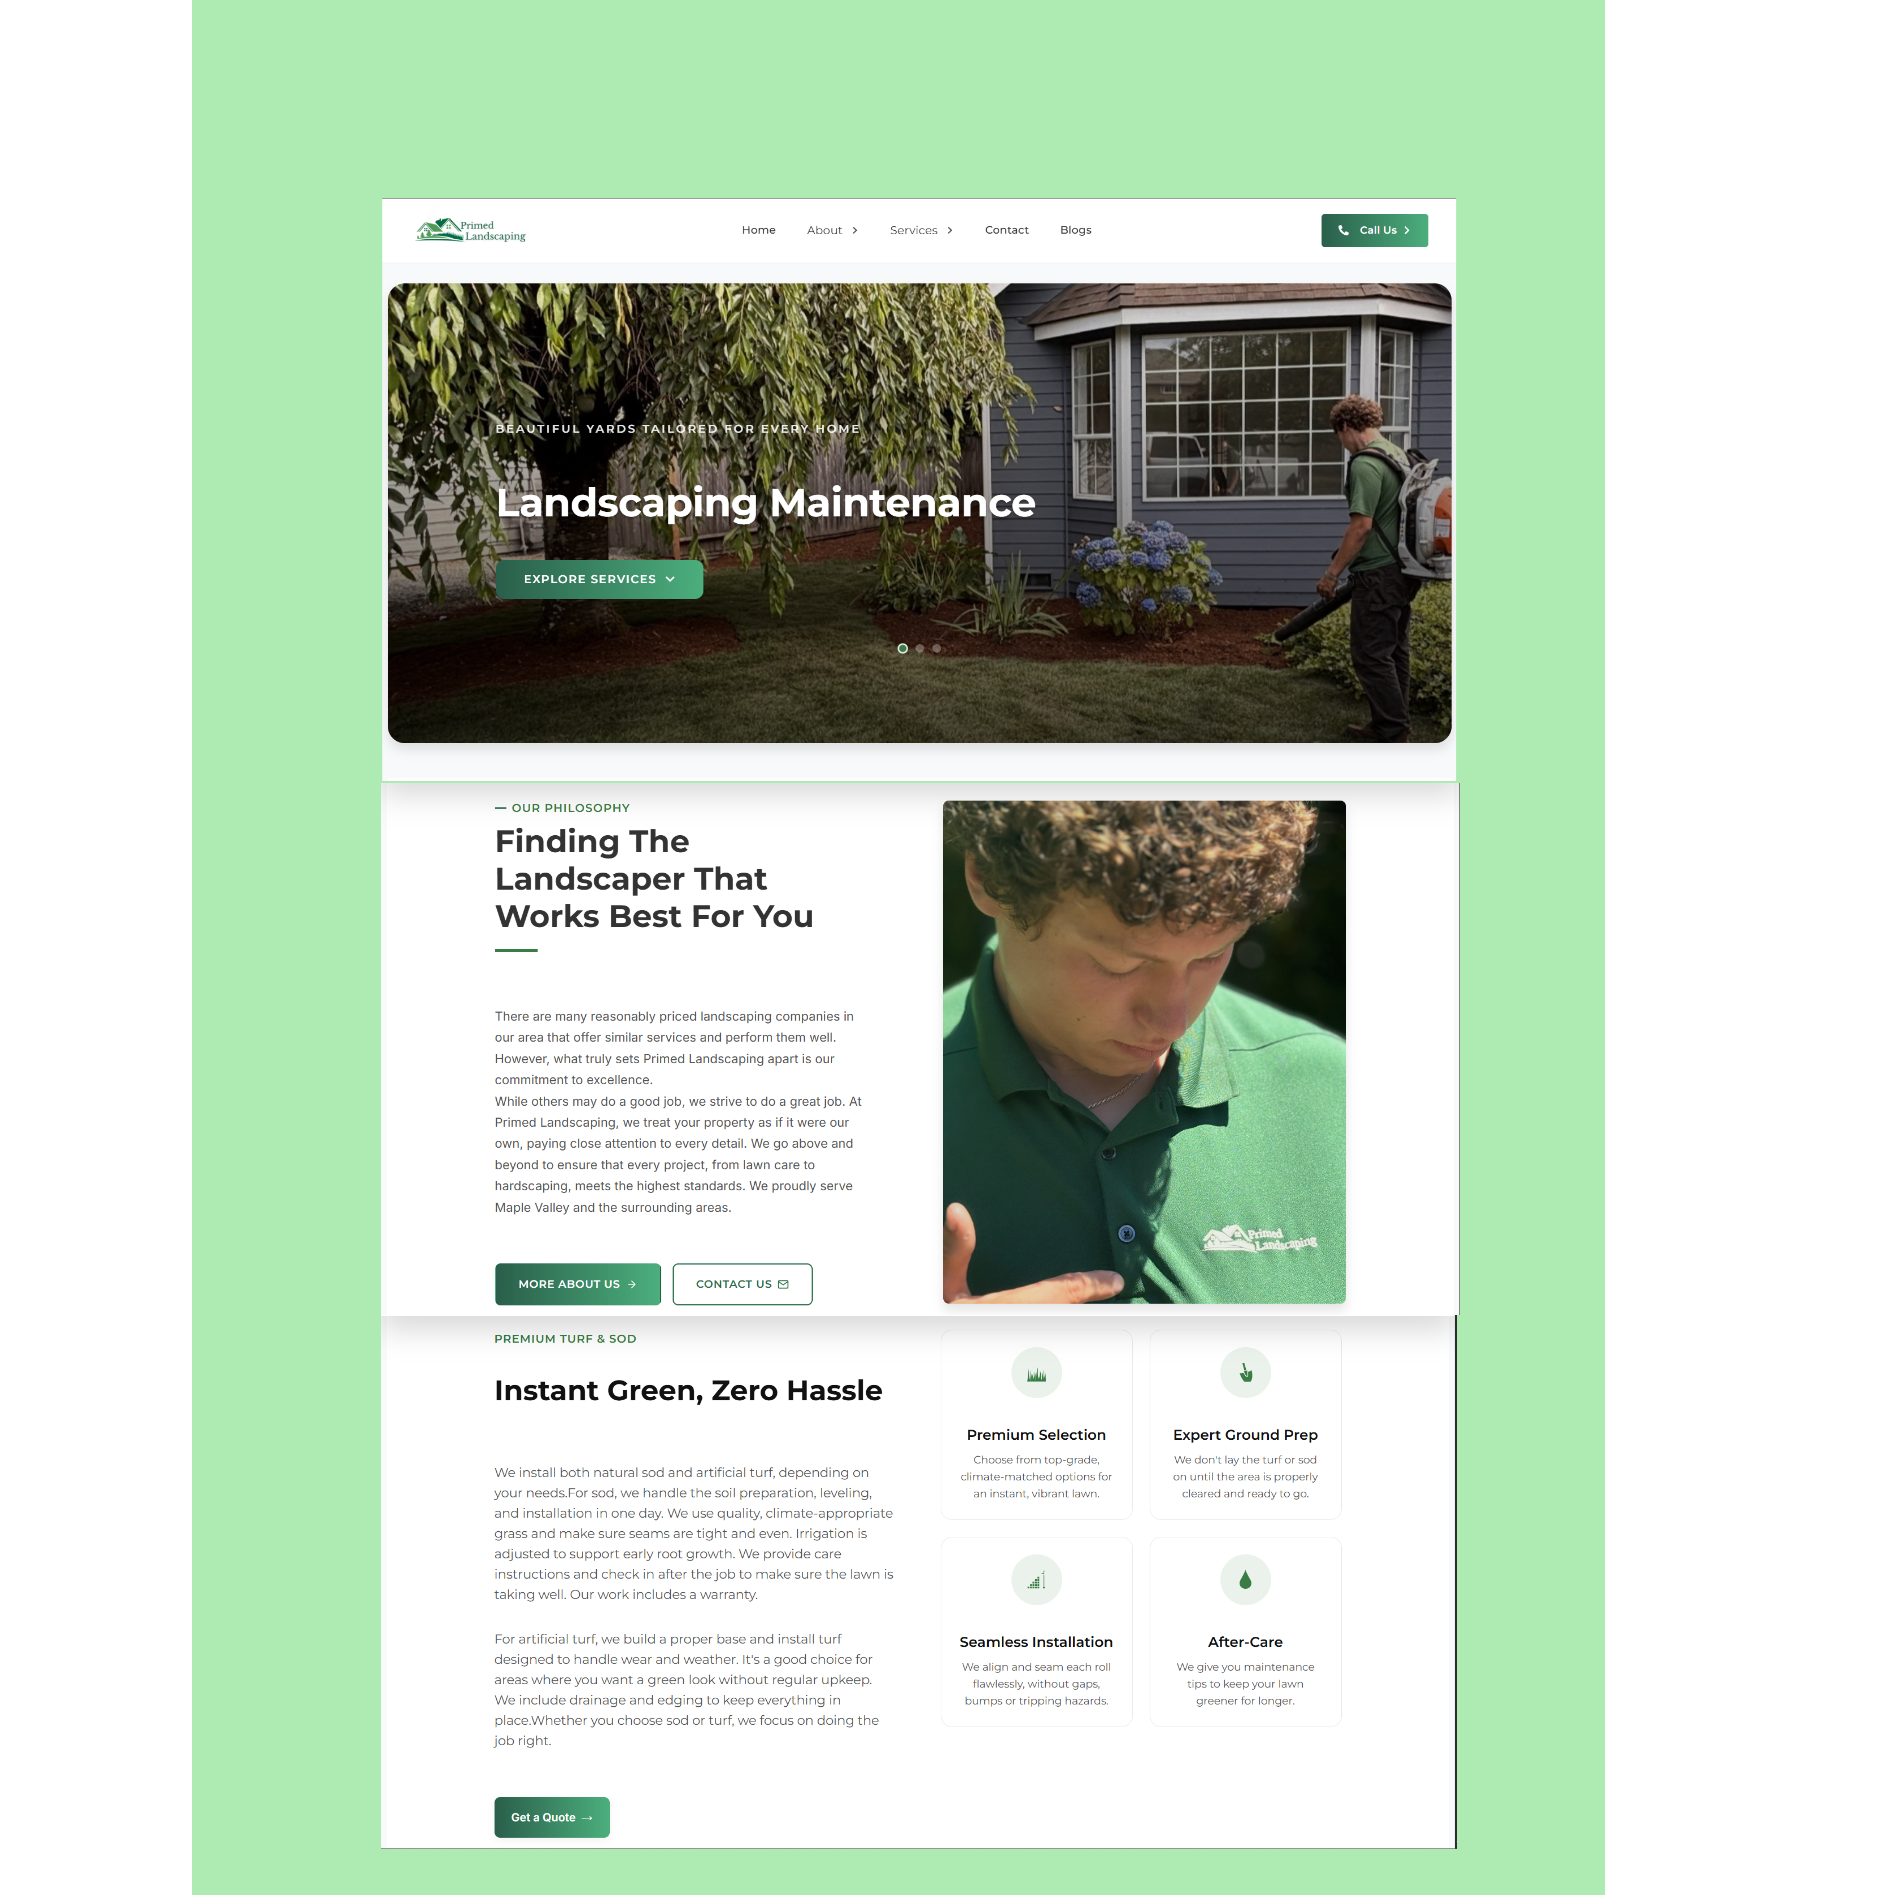 Primed
Landscaping
Home
About
Services
Contact
Blogs
Call Us
BEAUTIFUL YARDS TAILORED FOR EVERY HOME
Landscaping Maintenance
EXPLORE SERVICES
OUR PHILOSOPHY
Finding The
Landscaper That
Works Best For You
There are many reasonably priced landscaping companies in
our area that offer similar services and perform them well.
However, what truly sets Primed Landscaping apart is our
commitment to excellence.
While others may do a good job, we strive to do a great job. At
Primed Landscaping, we treat your property as if it were our
own, paying close attention to every detail. We go above and
beyond to ensure that every project, from lawn care to
hardscaping, meets the highest standards. We proudly serve
Maple Valley and the surrounding areas.
MORE ABOUT US
CONTACT US
Primed
Landscaping
PREMIUM TURF & SOD
Instant Green, Zero Hassle
We install both natural sod and artificial turf, depending on
your needs.For sod, we handle the soil preparation, leveling,
and installation in one day. We use quality, climate-appropriate
grass and make sure seams are tight and even. Irrigation is
adjusted to support early root growth. We provide care
instructions and check in after the job to make sure the lawn is
taking well. Our work includes a warranty.
For artificial turf, we build a proper base and install turf
designed to handle wear and weather. It's a good choice for
areas where you want a green look without regular upkeep.
We include drainage and edging to keep everything in
place.Whether you choose sod or turf, we focus on doing the
job right.
Get a Quote
Premium Selection
Choose from top-grade,
climate-matched options for
an instant, vibrant lawn.
Expert Ground Prep
We don't lay the turf or sod
on until the area is properly
cleared and ready to go.
Seamless Installation
We align and seam each roll
flawlessly, without gaps,
bumps or tripping hazards.
After-Care
We give you maintenance
tips to keep your lawn
greener for longer.